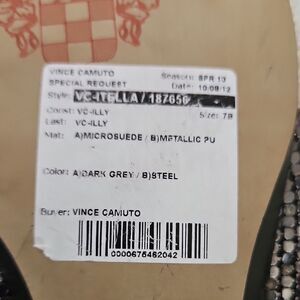 VINCE CAMUTO Season: SPR 13
SPECIAL REQUEST Date: 10/09/12
Style: VC-ITELLA / 187656
Const: VC-ILLY Size: 7B
Last: VC-ILLY
Mat: A)MICROSUEDE / B)METALLIC PU
Color: A)DARK GREY / B)STEEL
Buyer: VINCE CAMUTO
0000675462042